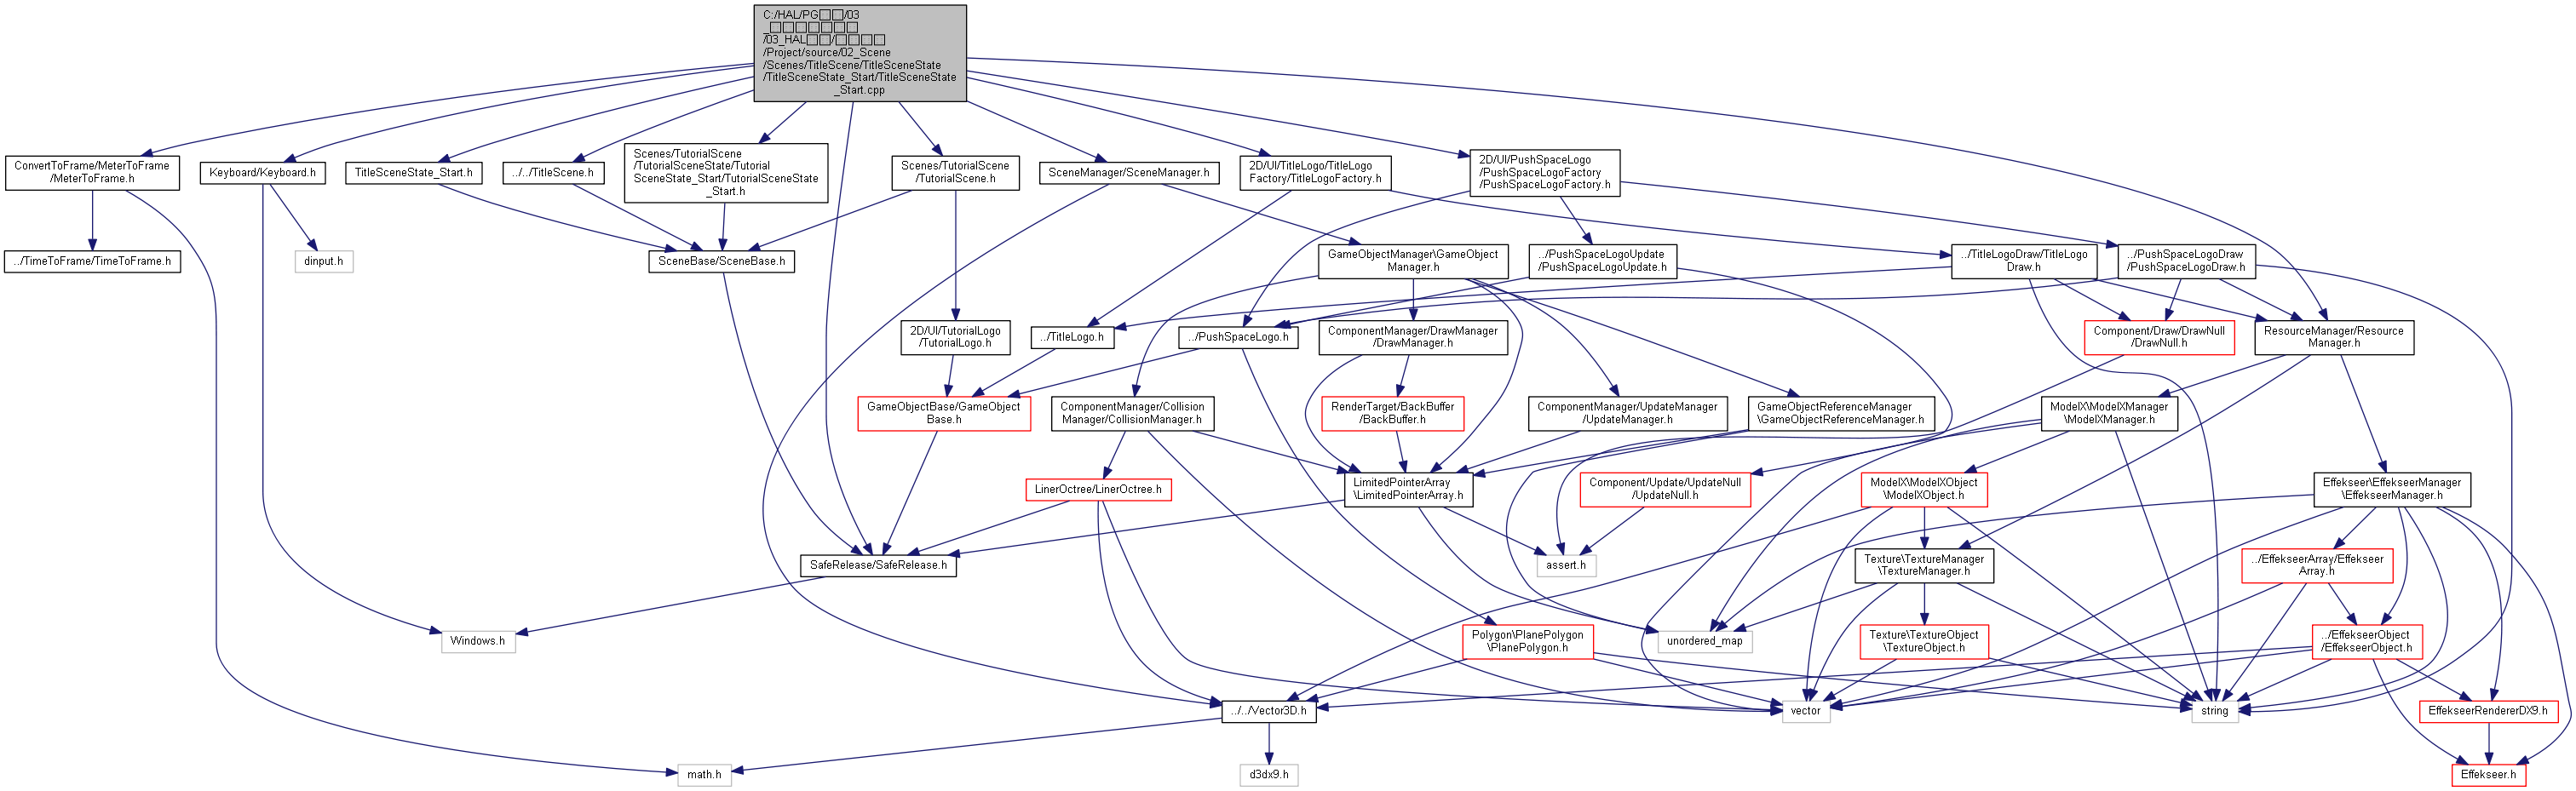 C:/HAL/PG□□/03
_□□□□□□□
/03_HAL□□/□□□□
/Project/source/02_Scene
/Scenes/TitleScene/TitleSceneState
/TitleSceneState_Start/TitleSceneState
_Start.cpp
ConvertToFrame/MeterToFrame
/MeterToFrame.h
Keyboard/Keyboard.h
TitleSceneState_Start.h
../../TitleScene.h
Scenes/TutorialScene
/TutorialSceneState/Tutorial
SceneState_Start/TutorialSceneState
_Start.h
Scenes/TutorialScene
/TutorialScene.h
SceneManager/SceneManager.h
2D/UI/TitleLogo/TitleLogo
Factory/TitleLogoFactory.h
2D/UI/PushSpaceLogo
/PushSpaceLogoFactory
/PushSpaceLogoFactory.h
../TimeToFrame/TimeToFrame.h
dinput.h
SceneBase/SceneBase.h
GameObjectManager\GameObject
Manager.h
../PushSpaceLogoUpdate
/PushSpaceLogoUpdate.h
../TitleLogoDraw/TitleLogo
Draw.h
../PushSpaceLogoDraw
/PushSpaceLogoDraw.h
2D/UI/TutorialLogo
/TutorialLogo.h
../TitleLogo.h
../PushSpaceLogo.h
ComponentManager/DrawManager
/DrawManager.h
Component/Draw/DrawNull
/DrawNull.h
ResourceManager/Resource
Manager.h
GameObjectBase/GameObject
Base.h
ComponentManager/Collision
Manager/CollisionManager.h
RenderTarget/BackBuffer
/BackBuffer.h
ComponentManager/UpdateManager
/UpdateManager.h
GameObjectReferenceManager
\GameObjectReferenceManager.h
ModelX\ModelXManager
\ModelXManager.h
LinerOctree/LinerOctree.h
LimitedPointerArray
\LimitedPointerArray.h
Component/Update/UpdateNull
/UpdateNull.h
ModelX\ModelXObject
\ModelXObject.h
Effekseer\EffekseerManager
\EffekseerManager.h
SafeRelease/SafeRelease.h
assert.h
Texture\TextureManager
\TextureManager.h
../EffekseerArray/Effekseer
Array.h
Windows.h
Polygon\PlanePolygon
\PlanePolygon.h
unordered_map
Texture\TextureObject
\TextureObject.h
../EffekseerObject
/EffekseerObject.h
../../Vector3D.h
vector
string
EffekseerRendererDX9.h
math.h
d3dx9.h
Effekseer.h